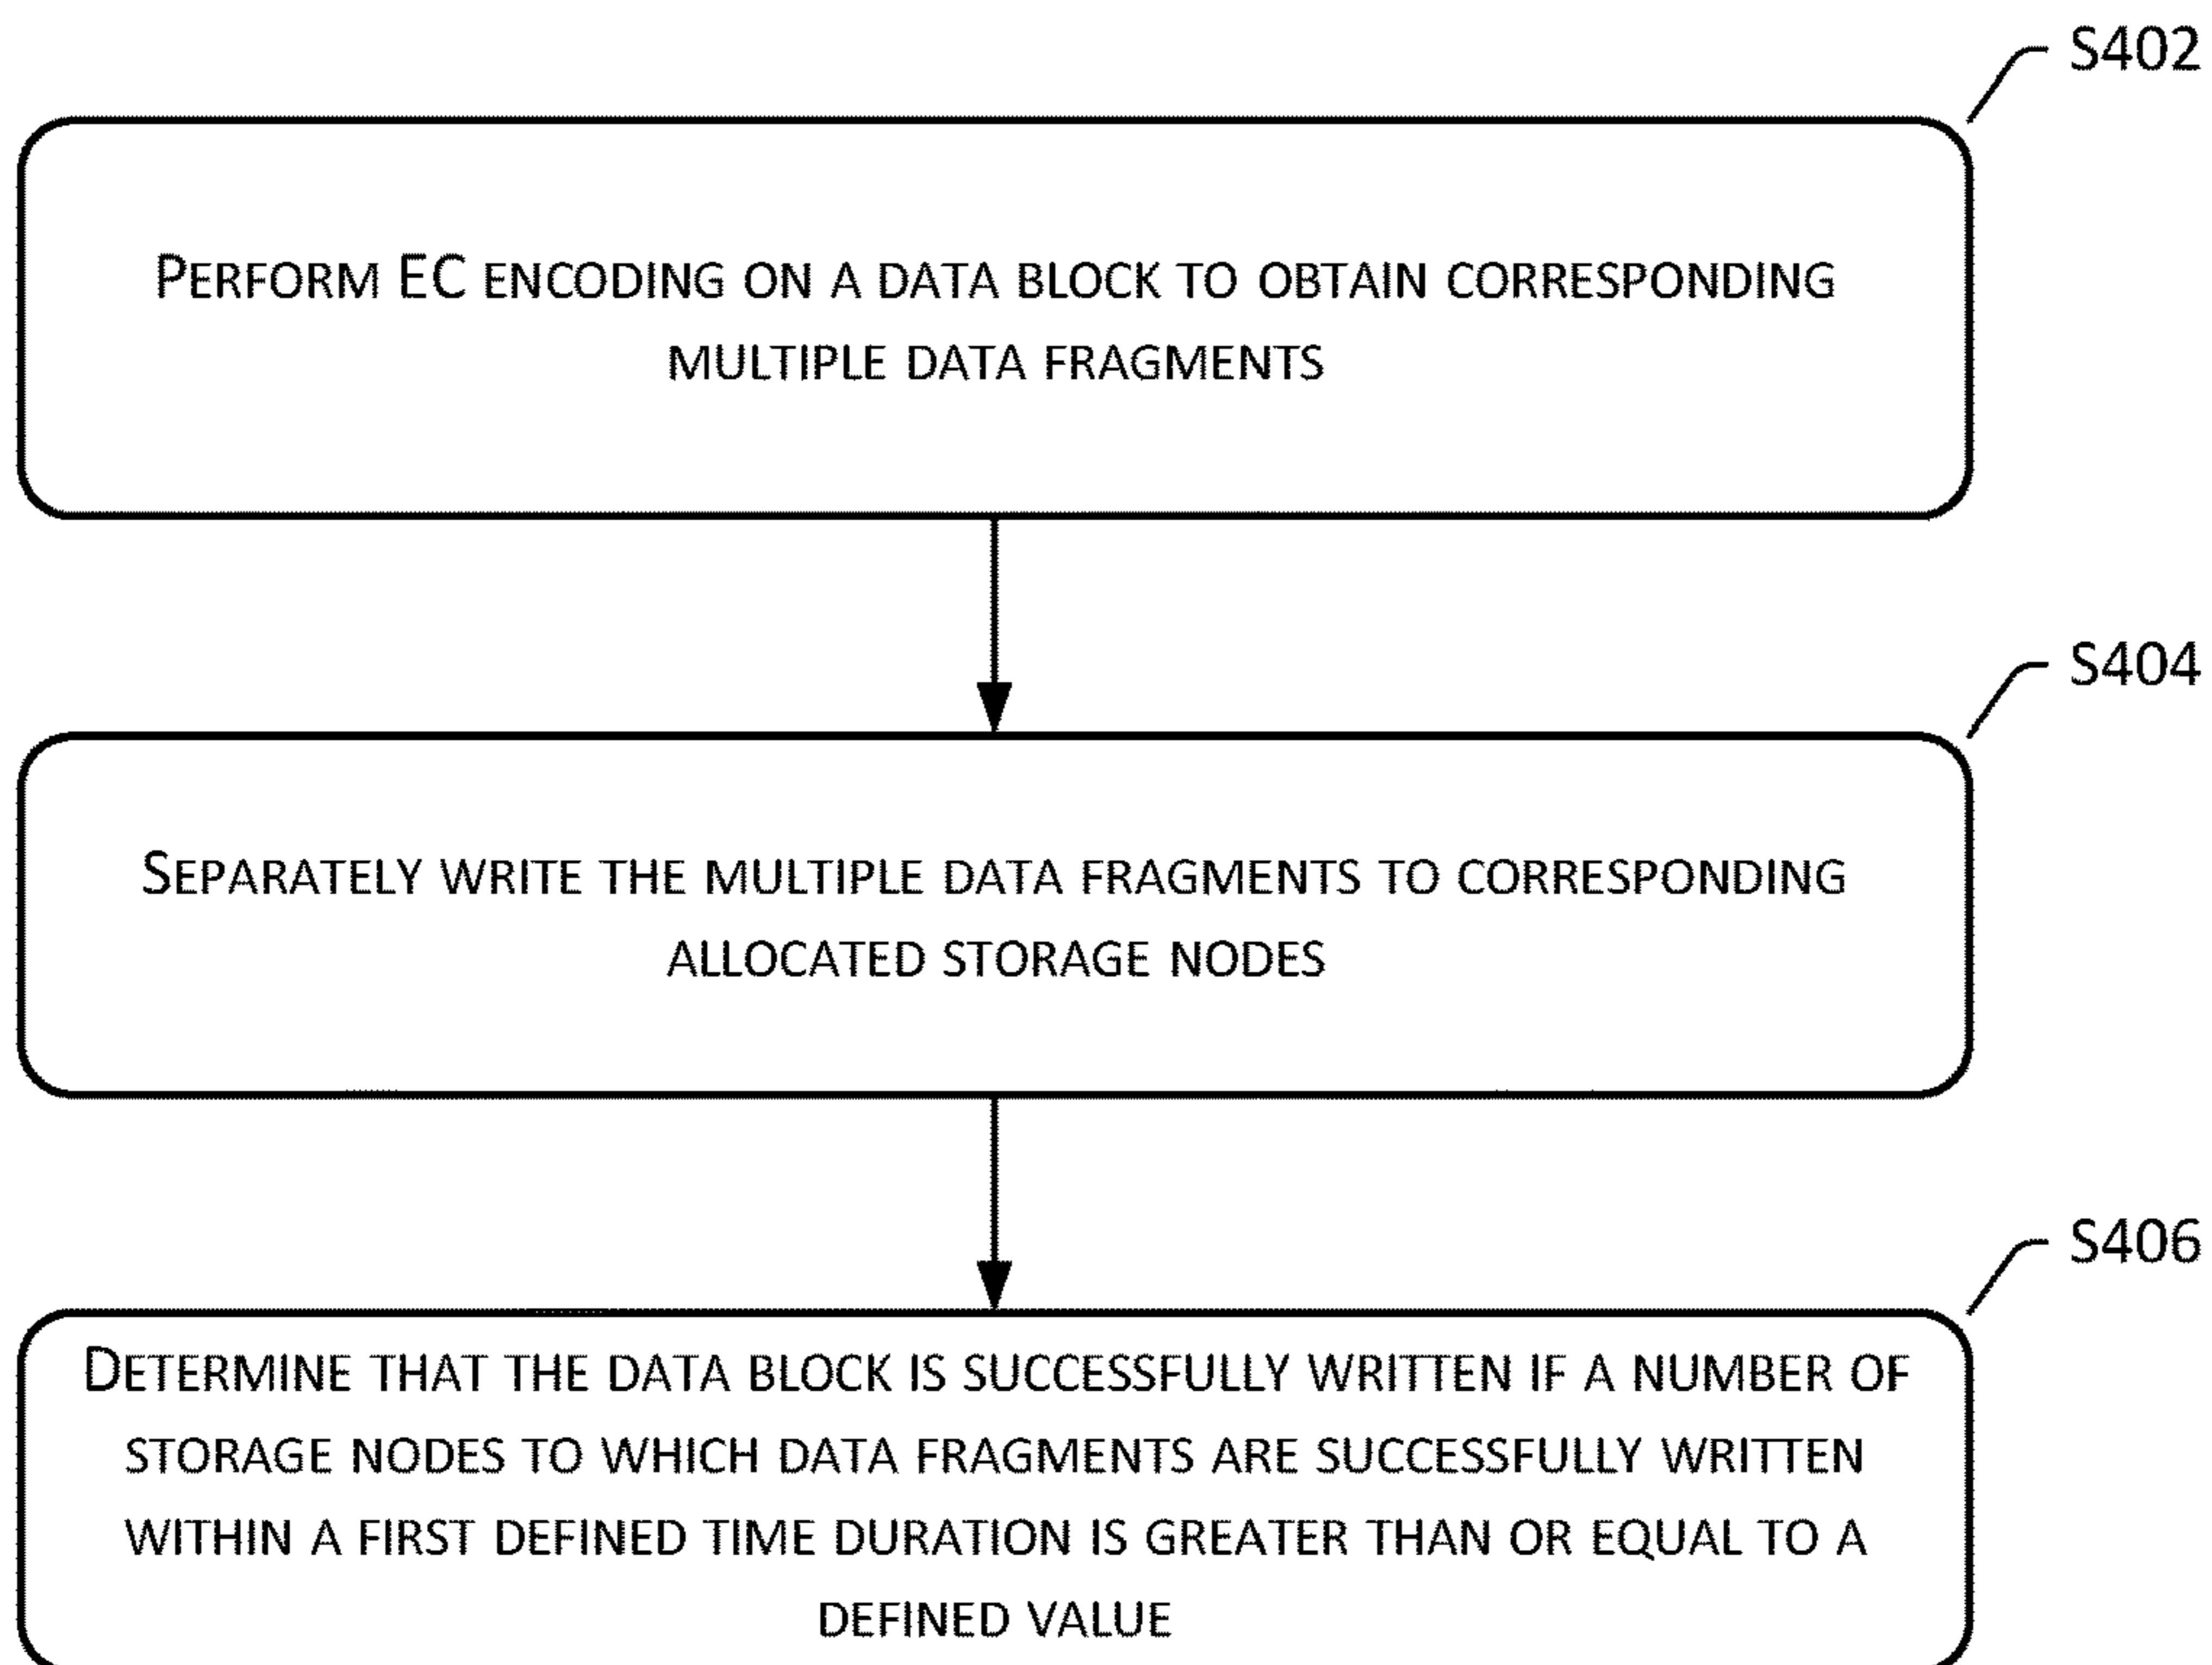 S402
PERFORM EC ENCODING ON A DATA BLOCK TO OBTAIN CORRESPONDING
MULTIPLE DATA FRAGMENTS
S404
SEPARATELY WRITE THE MULTIPLE DATA FRAGMENTS TO CORRESPONDING
ALLOCATED STORAGE NODES
S406
DETERMINE THAT THE DATA BLOCK IS SUCCESSFULLY WRITTEN IF A NUMBER OF
STORAGE NODES TO WHICH DATA FRAGMENTS ARE SUCCESSFULLY WRITTEN
WITHIN A FIRST DEFINED TIME DURATION IS GREATER THAN OR EQUAL TO A
DEFINED VALUE